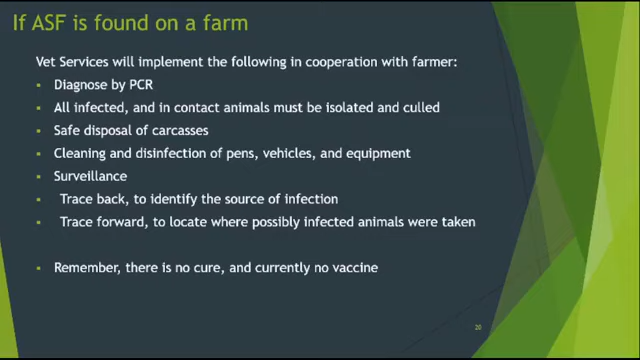 If ASF is found on a farm
Vet Services will implement the following in cooperation with farmer:
▪ Diagnose by PCR
▪ All infected, and in contact animals must be isolated and culled
▪ Safe disposal of carcasses
▪ Cleaning and disinfection of pens, vehicles, and equipment
▪ Surveillance
▪ Trace back, to identify the source of infection
▪ Trace forward, to locate where possibly infected animals were taken
▪ Remember, there is no cure, and currently no vaccine
20